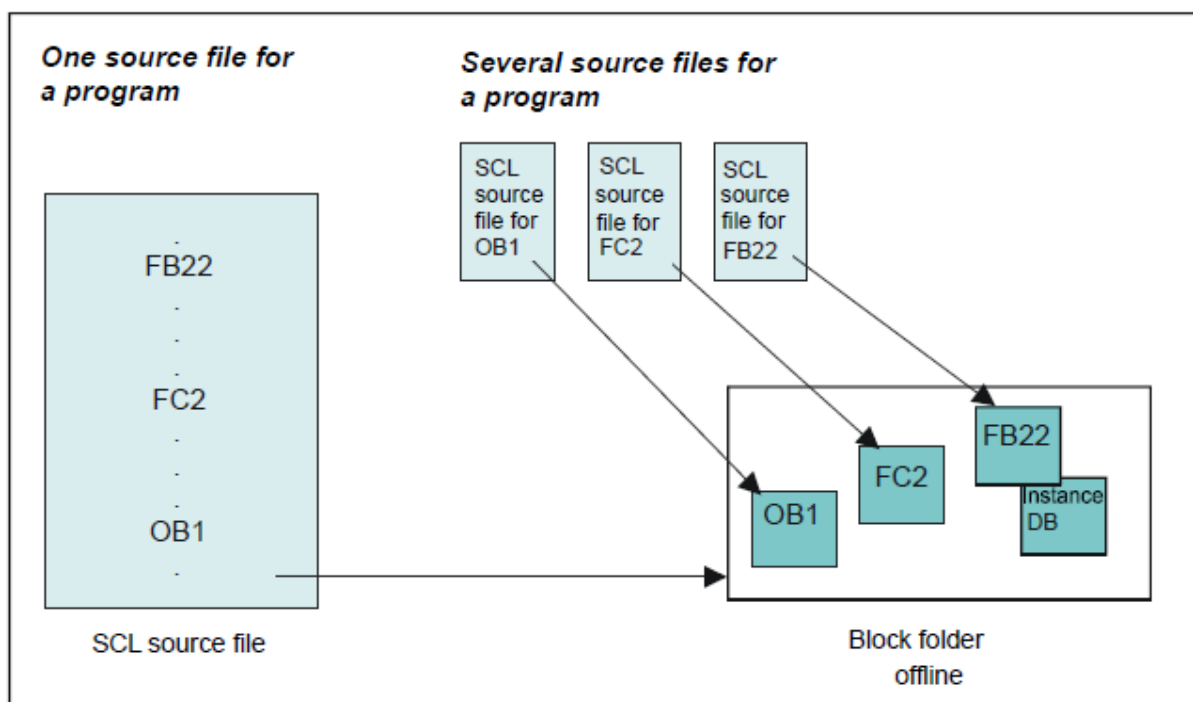 One source file for
a program
Several source files for
a program
SCL
source
file for
OB1
SCL
source
file for
FC2
SCL
source
file for
FB22
.
FB22
.
.
.
FC2
.
.
.
OB1
.
SCL source file
OB1
FC2
FB22
Instance
DB
Block folder
offline